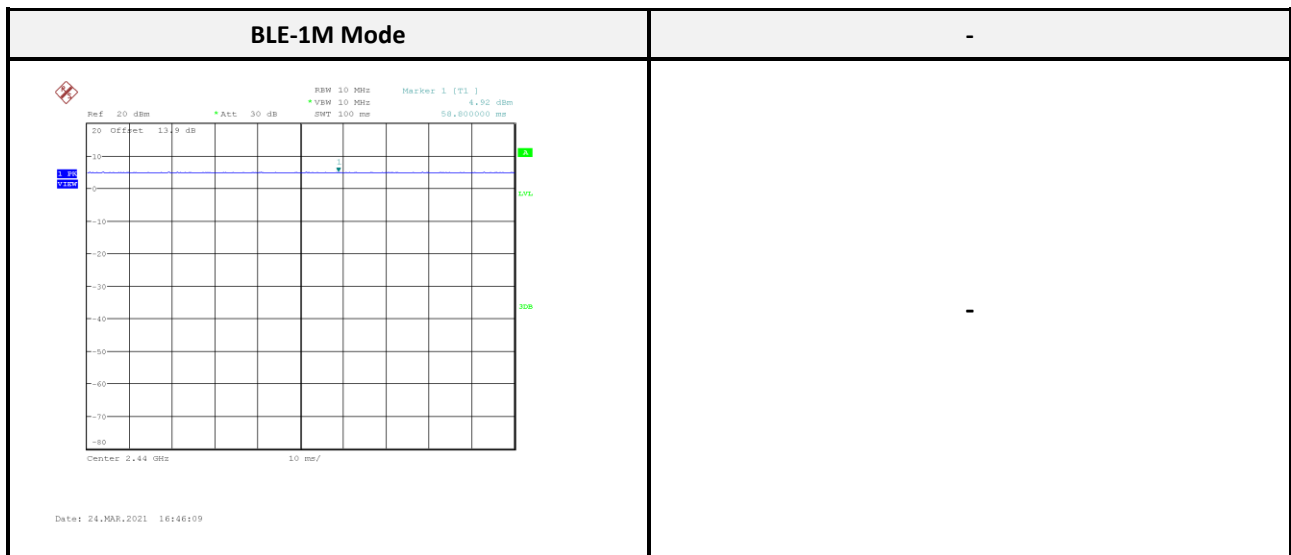 BLE-1M Mode
-
RBW 10 MHz
Marker 1 [T1 ]
* VBW 10 MHz
4.92 dBm
Ref 20 dBm
* Att 30 dB
SWT 100 ms
58.800000 ms
20 Offset 13.9 dB
A
10
1
1 PK
VIEW
0
LVL
-10
-20
-30
3DB
-40
-
-50
-60
-70
-80
Center 2.44 GHz
10 ms/
Date: 24.MAR.2021 16:46:09